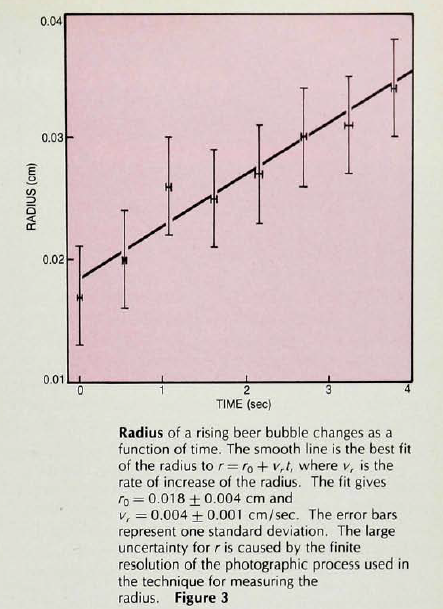 0.04
0.03
0.02
0.01
RADIUS (cm)
0 1 2 3 4
TIME (sec)
Radius of a rising beer bubble changes as a
function of time. The smooth line is the best fit
of the radius to r = r₀ + vᵣt, where vᵣ is the
rate of increase of the radius. The fit gives
r₀ = 0.018 ± 0.004 cm and
vᵣ = 0.004 ± 0.001 cm/sec. The error bars
represent one standard deviation. The large
uncertainty for r is caused by the finite
resolution of the photographic process used in
the technique for measuring the
radius. Figure 3